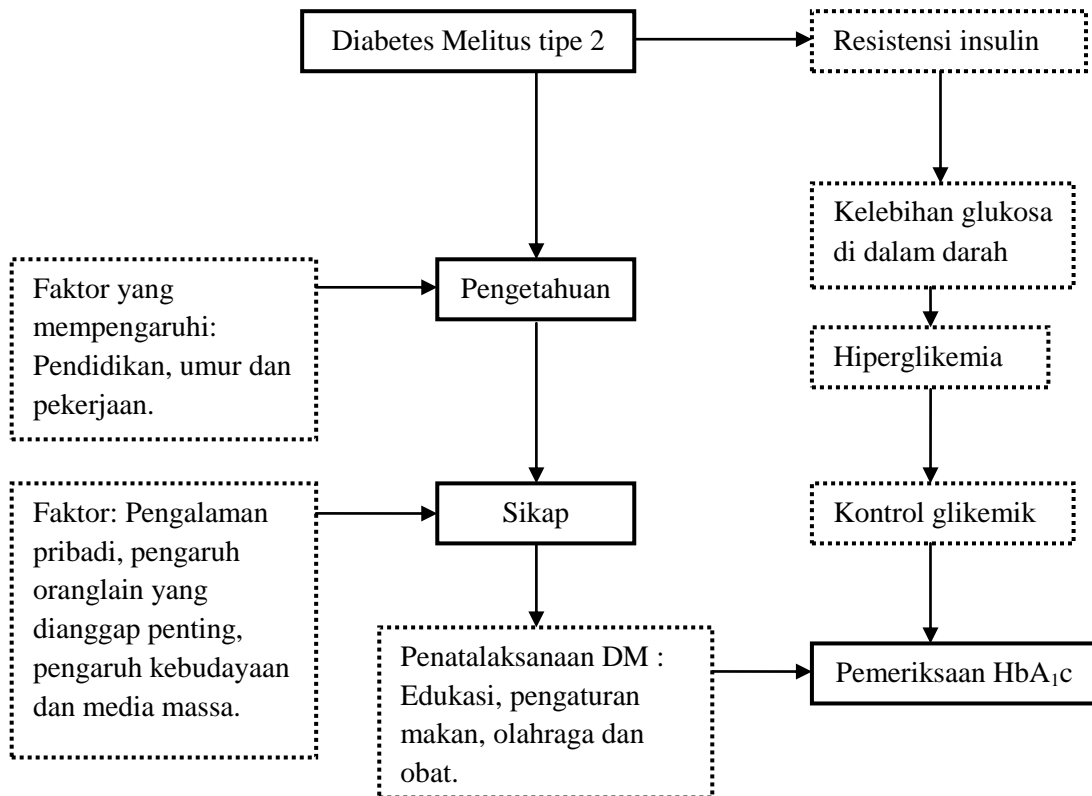 Diabetes Melitus tipe 2
Resistensi insulin
Kelebihan glukosa
di dalam darah
Faktor yang
mempengaruhi:
Pendidikan, umur dan
pekerjaan.
Pengetahuan
Hiperglikemia
Faktor: Pengalaman
pribadi, pengaruh
oranglain yang
dianggap penting,
pengaruh kebudayaan
dan media massa.
Sikap
Kontrol glikemik
Penatalaksanaan DM :
Edukasi, pengaturan
makan, olahraga dan
obat.
Pemeriksaan HbA₁c